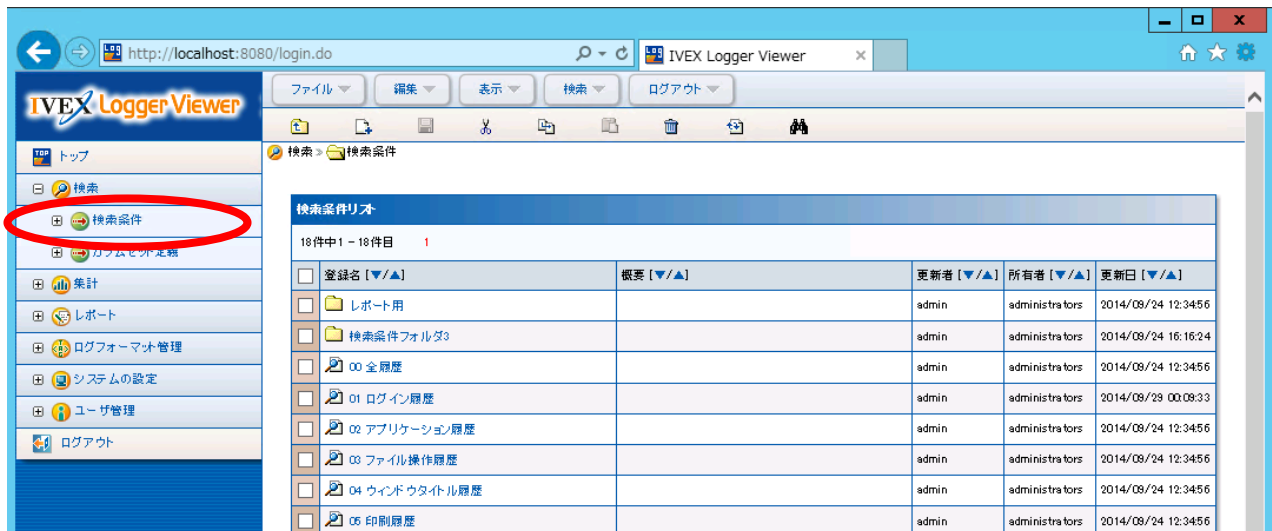 http://localhost:8080/login.do
IVEX Logger Viewer
IVEX Logger Viewer
ファイル 編集 表示 検索 ログアウト
検索 » 検索条件
TOP トップ
検索
検索条件
カラムセット定義
集計
レポート
ログフォーマット管理
システムの設定
ユーザ管理
ログアウト
検索条件リスト
18件中1 - 18件目 1
登録名 [▼/▲] 概要 [▼/▲] 更新者 [▼/▲] 所有者 [▼/▲] 更新日 [▼/▲]
レポート用 admin administrators 2014/09/24 12:34:56
検索条件フォルダ3 admin administrators 2014/09/24 16:16:24
00 全履歴 admin administrators 2014/09/24 12:34:56
01 ログイン履歴 admin administrators 2014/09/29 00:09:33
02 アプリケーション履歴 admin administrators 2014/09/24 12:34:56
03 ファイル操作履歴 admin administrators 2014/09/24 12:34:56
04 ウィンドウタイトル履歴 admin administrators 2014/09/24 12:34:56
05 印刷履歴 admin administrators 2014/09/24 12:34:56